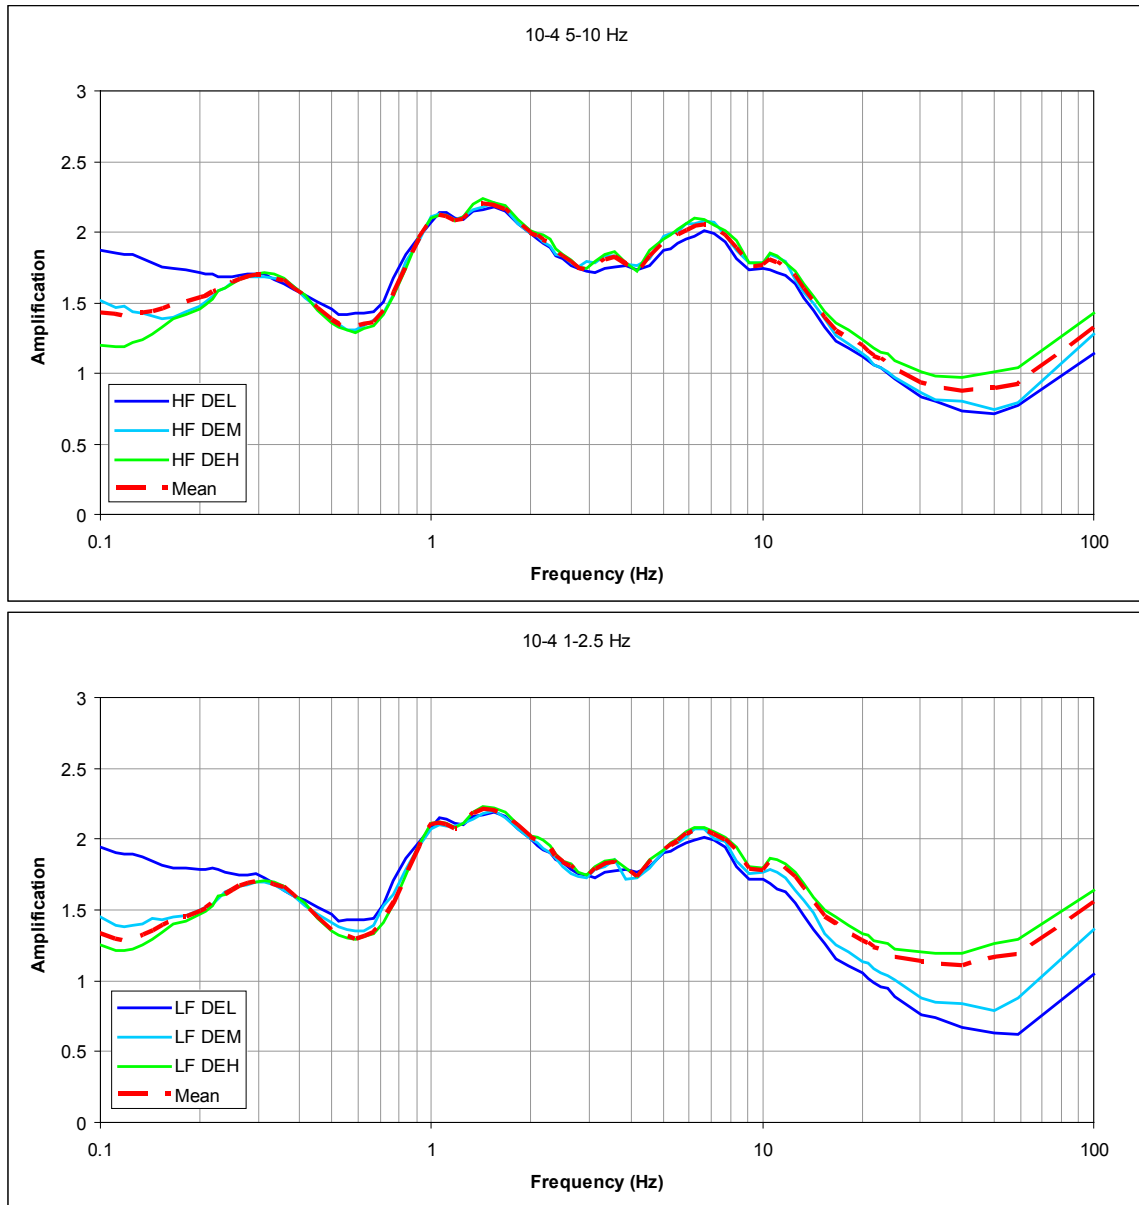 10-4 5-10 Hz
3
2.5
2
1.5
1
0.5
0
Amplification
HF DEL
HF DEM
HF DEH
Mean
0.1 1 10 100
Frequency (Hz)
10-4 1-2.5 Hz
3
2.5
2
1.5
1
0.5
0
Amplification
LF DEL
LF DEM
LF DEH
Mean
0.1 1 10 100
Frequency (Hz)